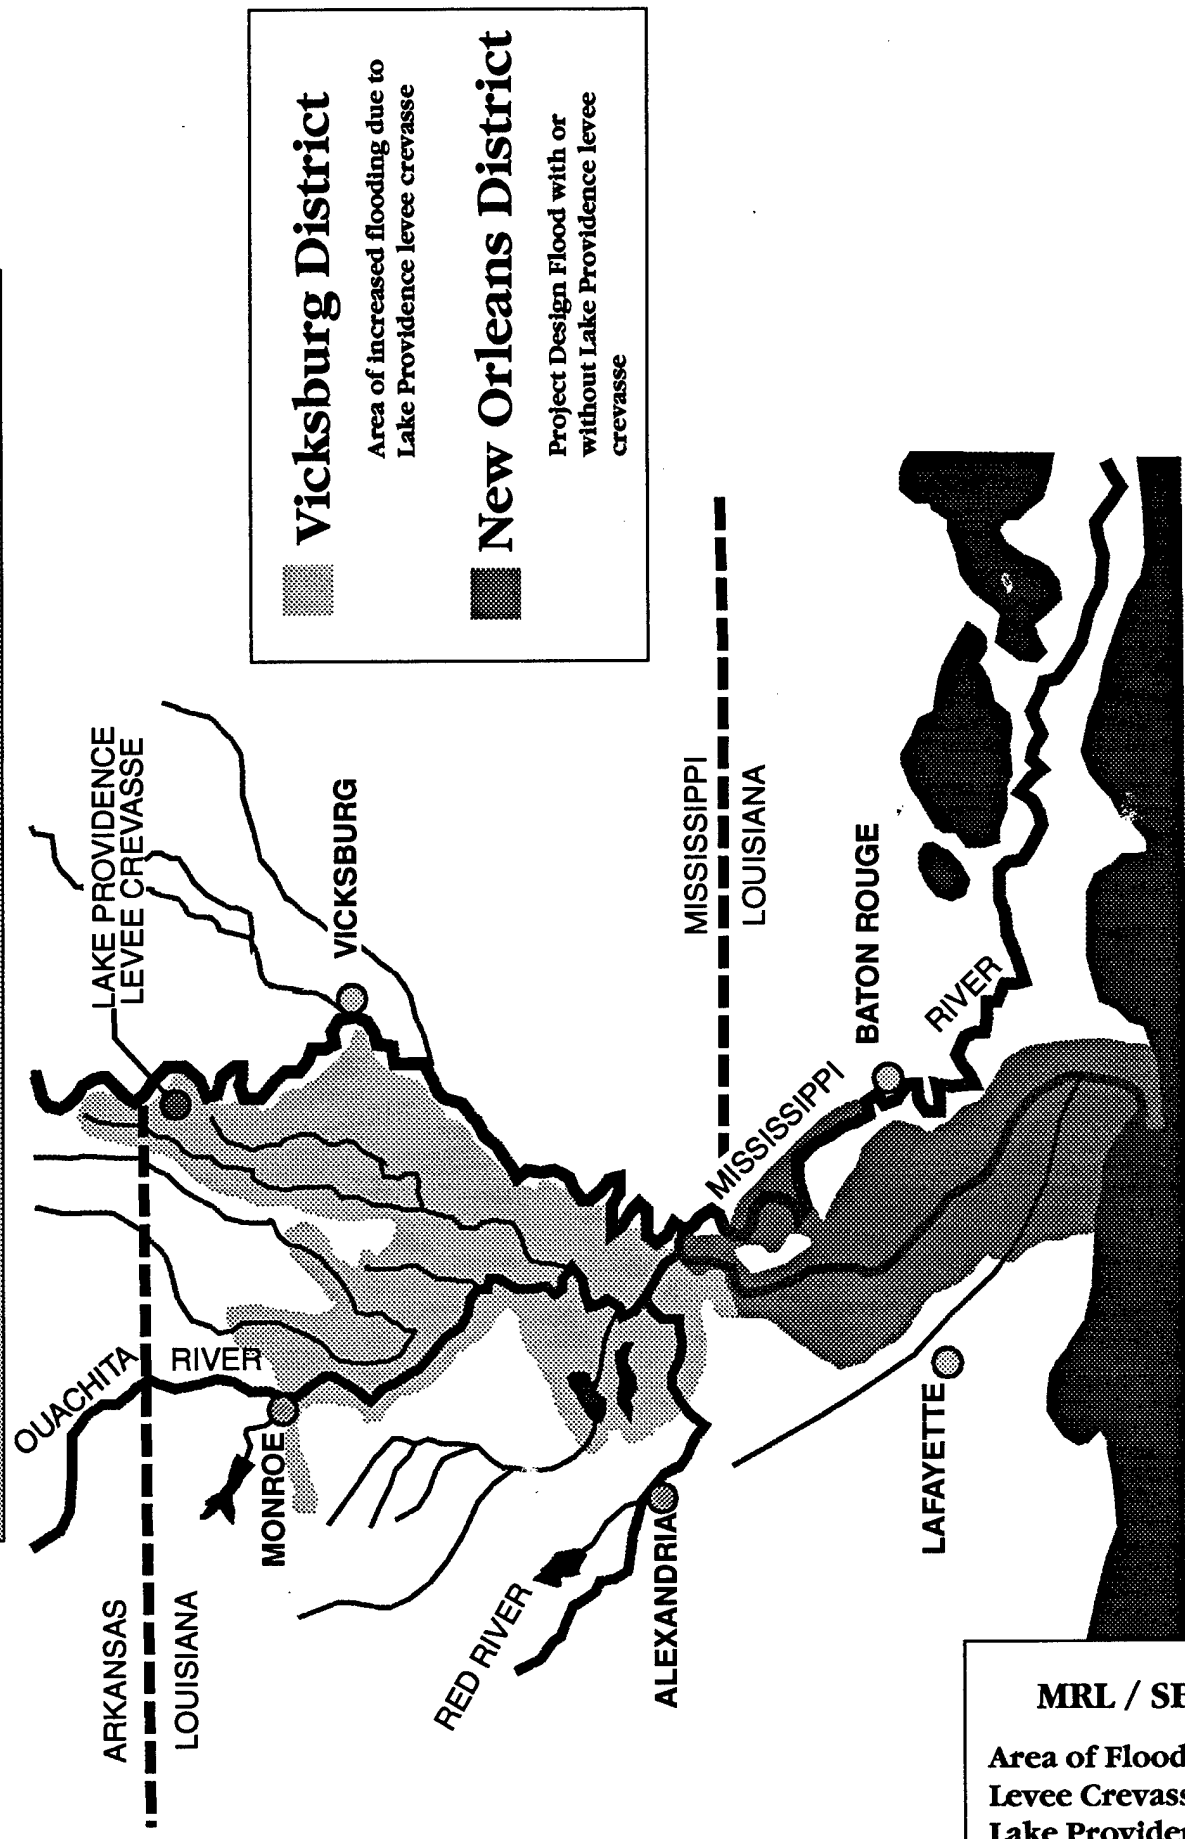 Vicksburg District
Area of increased flooding due to
Lake Providence levee crevasse
New Orleans District
Project Design Flood with or
without Lake Providence levee
crevasse
LAKE PROVIDENCE
LEVEE CREVASSE
VICKSBURG
MISSISSIPPI
LOUISIANA
BATON ROUGE
MISSISSIPPI
RIVER
OUACHITA
RIVER
MONROE
ARKANSAS
LOUISIANA
RED RIVER
ALEXANDRIA
LAFAYETTE
MRL / SE
Area of Flood
Levee Crevass
Lake Providen